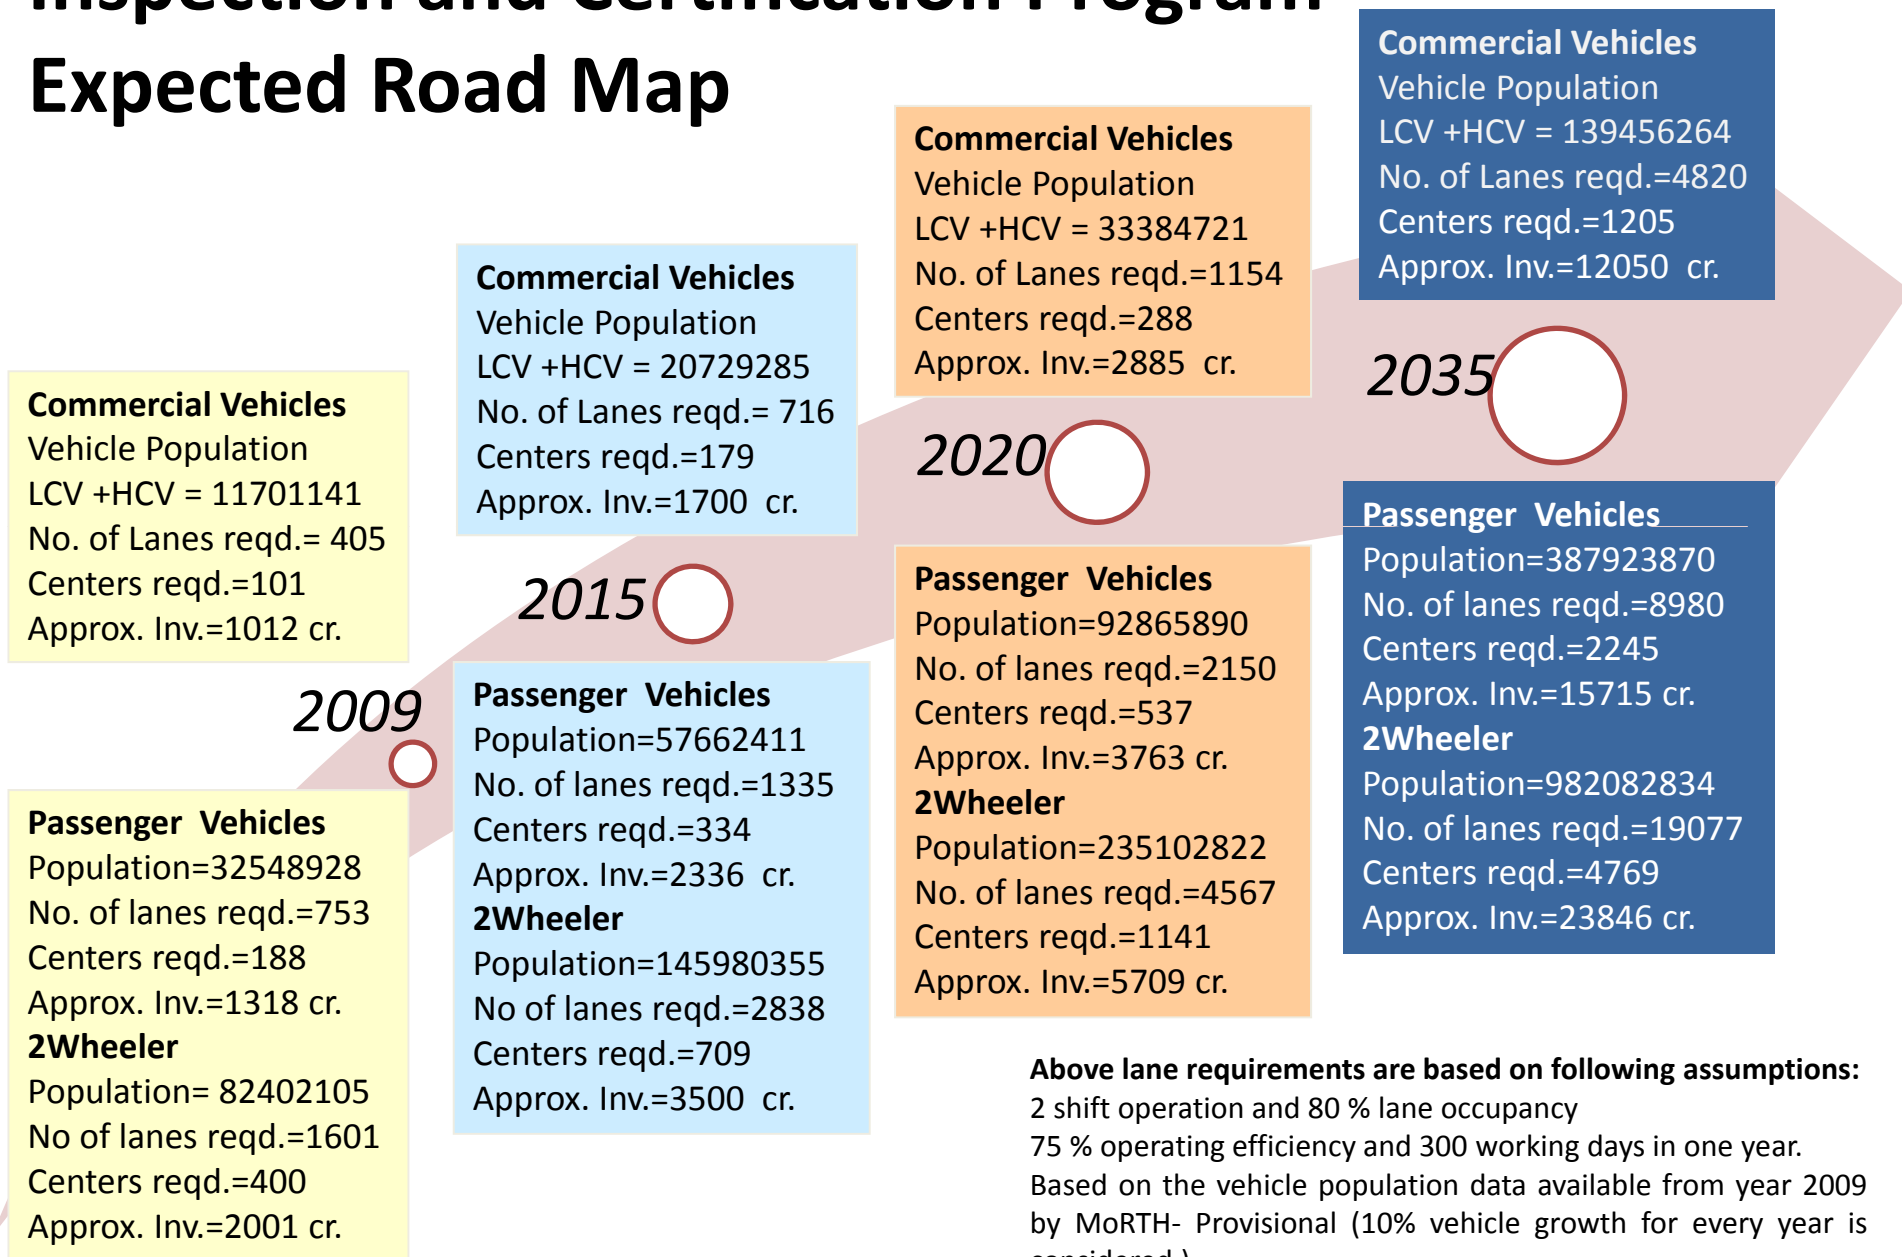 Inspection and Certification Program
Expected Road Map
Commercial Vehicles
Vehicle Population
LCV +HCV = 11701141
No. of Lanes reqd.= 405
Centers reqd.=101
Approx. Inv.=1012 cr.
2009
Passenger Vehicles
Population=32548928
No. of lanes reqd.=753
Centers reqd.=188
Approx. Inv.=1318 cr.
2Wheeler
Population= 82402105
No of lanes reqd.=1601
Centers reqd.=400
Approx. Inv.=2001 cr.
Commercial Vehicles
Vehicle Population
LCV +HCV = 20729285
No. of Lanes reqd.= 716
Centers reqd.=179
Approx. Inv.=1700 cr.
2015
Passenger Vehicles
Population=57662411
No. of lanes reqd.=1335
Centers reqd.=334
Approx. Inv.=2336 cr.
2Wheeler
Population=145980355
No of lanes reqd.=2838
Centers reqd.=709
Approx. Inv.=3500 cr.
Commercial Vehicles
Vehicle Population
LCV +HCV = 33384721
No. of Lanes reqd.=1154
Centers reqd.=288
Approx. Inv.=2885 cr.
2020
Passenger Vehicles
Population=92865890
No. of lanes reqd.=2150
Centers reqd.=537
Approx. Inv.=3763 cr.
2Wheeler
Population=235102822
No. of lanes reqd.=4567
Centers reqd.=1141
Approx. Inv.=5709 cr.
Commercial Vehicles
Vehicle Population
LCV +HCV = 139456264
No. of Lanes reqd.=4820
Centers reqd.=1205
Approx. Inv.=12050 cr.
2035
Passenger Vehicles
Population=387923870
No. of lanes reqd.=8980
Centers reqd.=2245
Approx. Inv.=15715 cr.
2Wheeler
Population=982082834
No. of lanes reqd.=19077
Centers reqd.=4769
Approx. Inv.=23846 cr.
Above lane requirements are based on following assumptions:
2 shift operation and 80 % lane occupancy
75 % operating efficiency and 300 working days in one year.
Based on the vehicle population data available from year 2009
by MoRTH- Provisional (10% vehicle growth for every year is
considered )